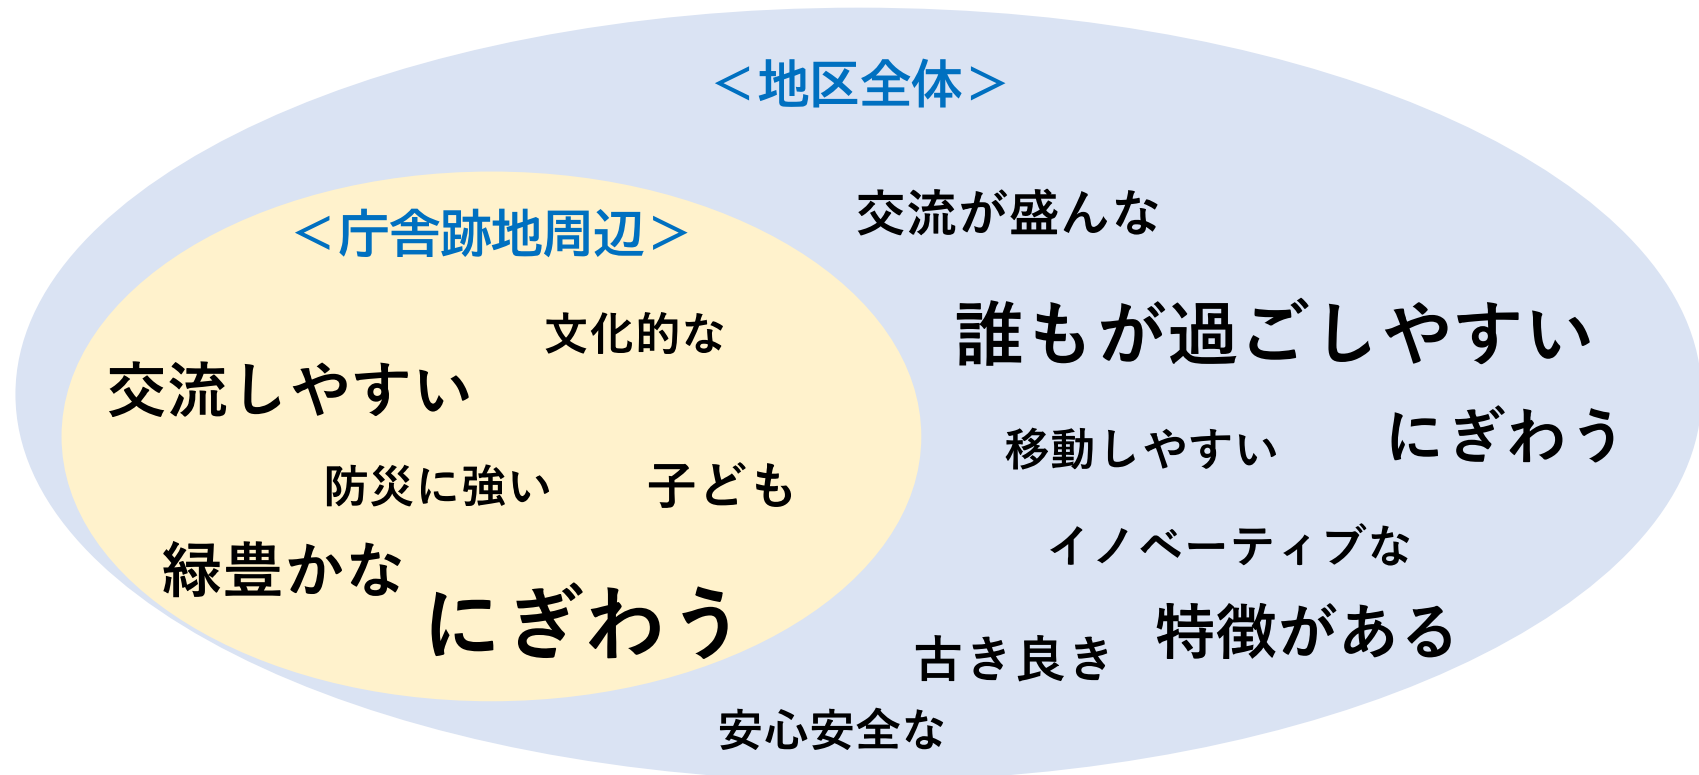 ＜地区全体＞
交流が盛んな
誰もが過ごしやすい
移動しやすい
にぎわう
イノベーティブな
特徴がある
古き良き
安心安全な
＜庁舎跡地周辺＞
文化的な
交流しやすい
防災に強い
子ども
緑豊かな
にぎわう